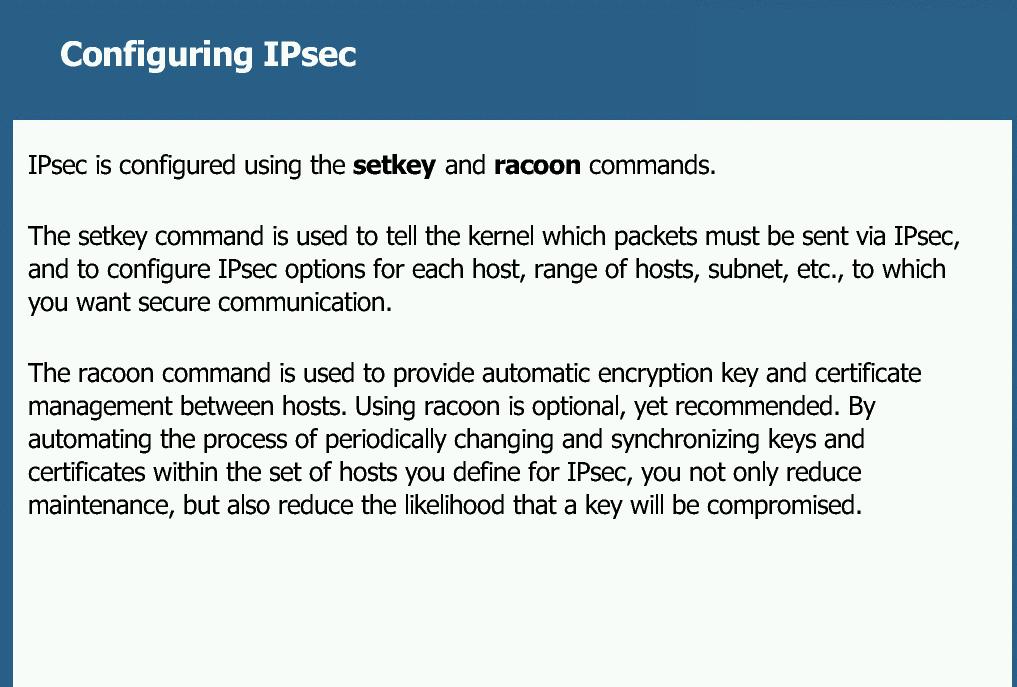 Configuring IPsec
IPsec is configured using the setkey and racoon commands.
The setkey command is used to tell the kernel which packets must be sent via IPsec,
and to configure IPsec options for each host, range of hosts, subnet, etc., to which
you want secure communication.
The racoon command is used to provide automatic encryption key and certificate
management between hosts. Using racoon is optional, yet recommended. By
automating the process of periodically changing and synchronizing keys and
certificates within the set of hosts you define for IPsec, you not only reduce
maintenance, but also reduce the likelihood that a key will be compromised.